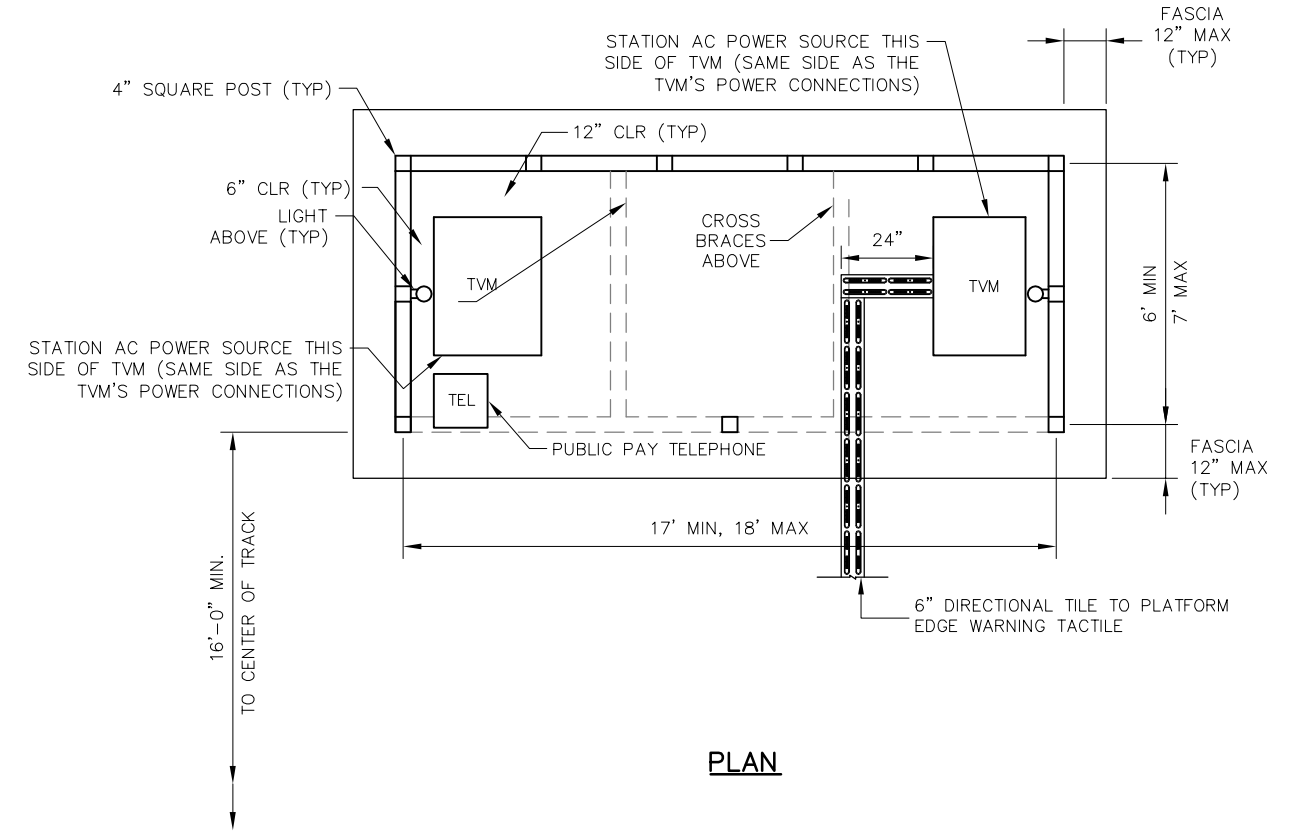 FASCIA
12" MAX
(TYP)
STATION AC POWER SOURCE THIS
SIDE OF TVM (SAME SIDE AS THE
TVM'S POWER CONNECTIONS)
4" SQUARE POST (TYP)
12" CLR (TYP)
6" CLR (TYP)
LIGHT
ABOVE (TYP)
CROSS
BRACES
ABOVE
24"
TVM
TVM
6' MIN
7' MAX
STATION AC POWER SOURCE THIS
SIDE OF TVM (SAME SIDE AS THE
TVM'S POWER CONNECTIONS)
TEL
PUBLIC PAY TELEPHONE
FASCIA
12" MAX
(TYP)
17' MIN, 18' MAX
16'-0" MIN.
TO CENTER OF TRACK
6" DIRECTIONAL TILE TO PLATFORM
EDGE WARNING TACTILE
PLAN